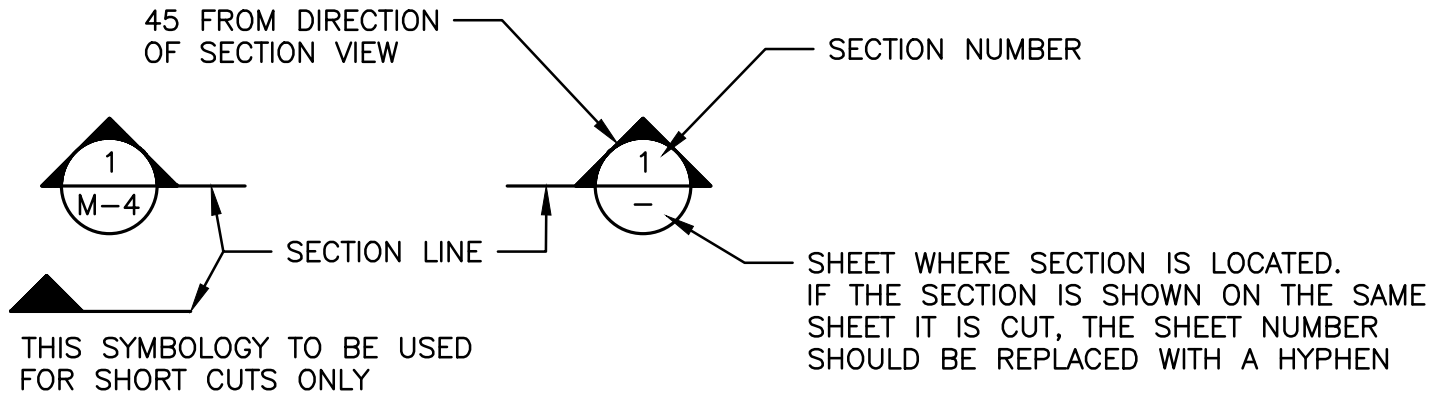 45 FROM DIRECTION
OF SECTION VIEW
SECTION NUMBER
1
M-4
1
-
SECTION LINE
SHEET WHERE SECTION IS LOCATED.
IF THE SECTION IS SHOWN ON THE SAME
SHEET IT IS CUT, THE SHEET NUMBER
SHOULD BE REPLACED WITH A HYPHEN
THIS SYMBOLOGY TO BE USED
FOR SHORT CUTS ONLY